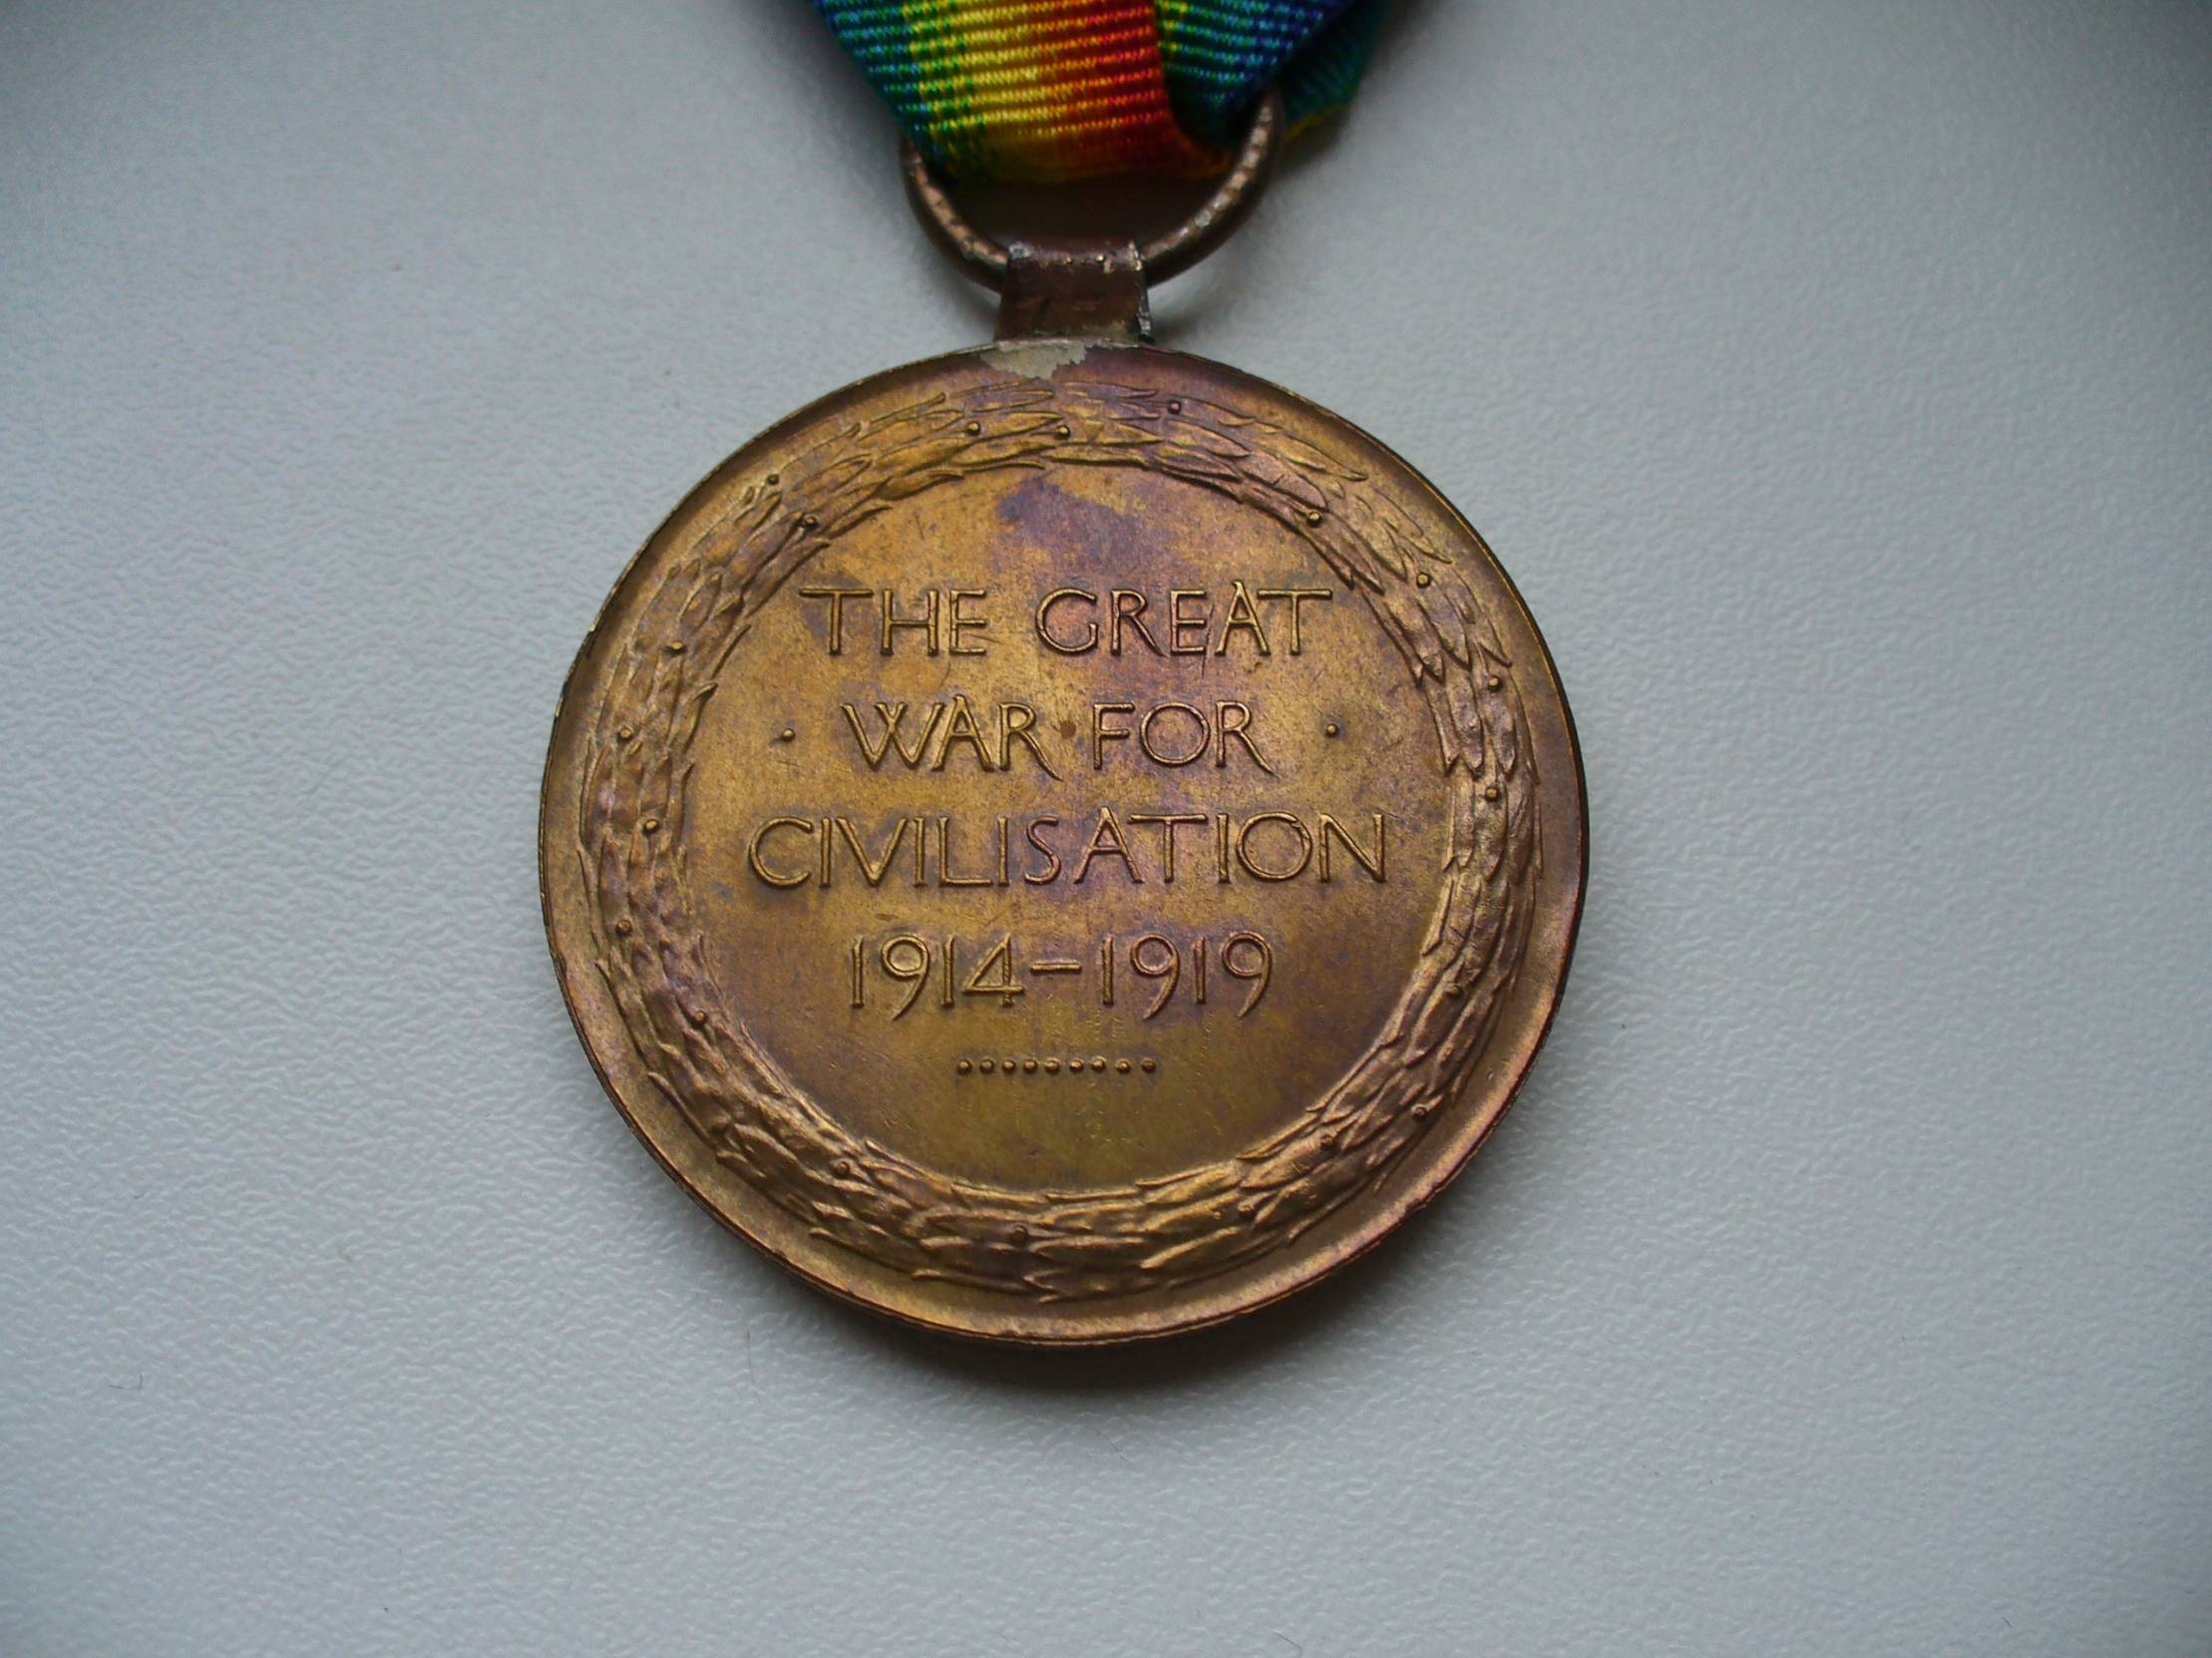 THE GREAT
· WAR FOR ·
CIVILISATION
1914-1919